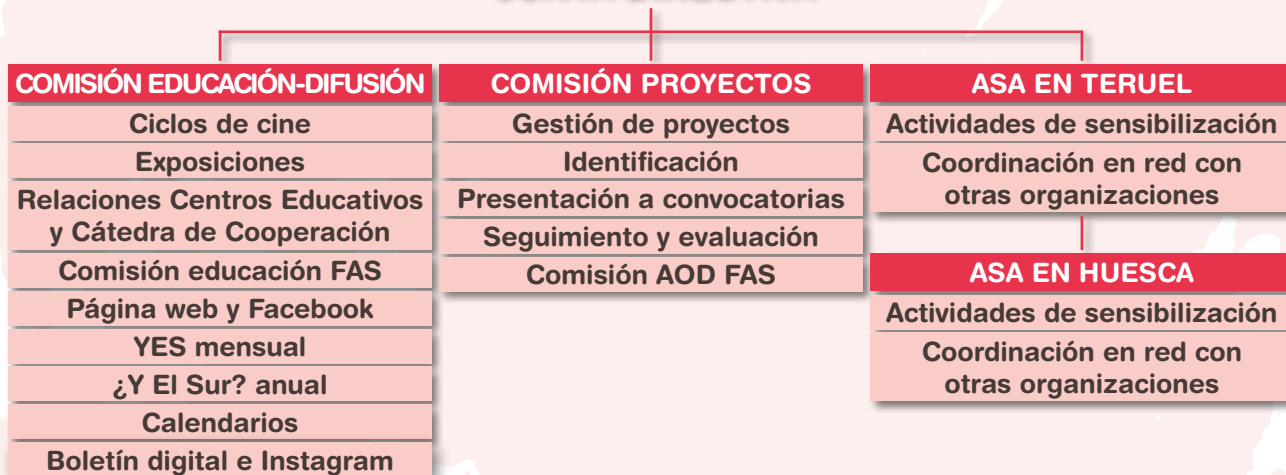 COMISIÓN EDUCACIÓN-DIFUSIÓN
Ciclos de cine
Exposiciones
Relaciones Centros Educativos
y Cátedra de Cooperación
Comisión educación FAS
Página web y Facebook
YES mensual
¿Y El Sur? anual
Calendarios
Boletín digital e Instagram
COMISIÓN PROYECTOS
Gestión de proyectos
Identificación
Presentación a convocatorias
Seguimiento y evaluación
Comisión AOD FAS
ASA EN TERUEL
Actividades de sensibilización
Coordinación en red con
otras organizaciones
ASA EN HUESCA
Actividades de sensibilización
Coordinación en red con
otras organizaciones